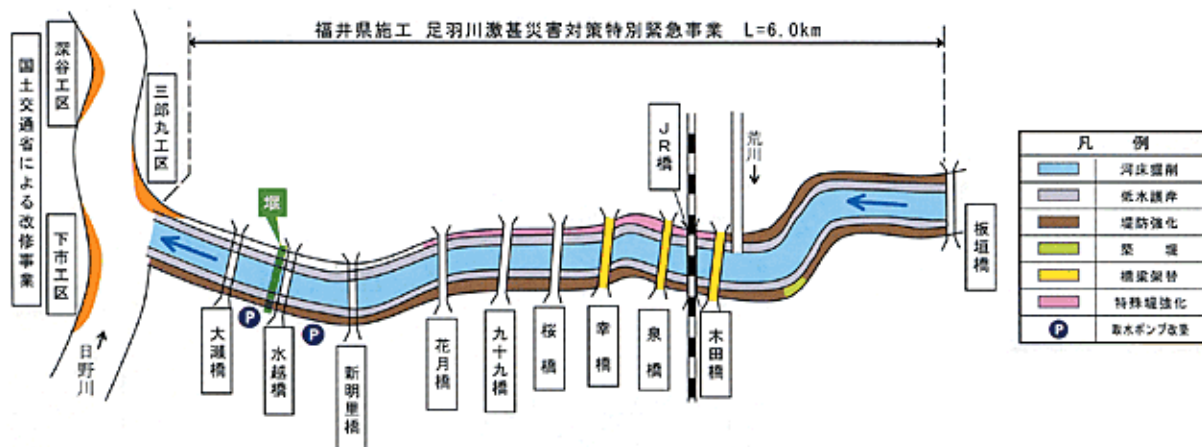 福井県施工 足羽川激甚災害対策特別緊急事業 L=6.0km
国土交通省による改修事業
深谷工区
下市工区
三郎丸工区
日野川
堰
JR橋
荒川
板垣橋
大瀬橋
水越橋
新明里橋
花月橋
九十九橋
桜橋
幸橋
泉橋
木田橋
P
P
凡 例
河床掘削
低水護岸
堤防強化
築 堤
橋梁架替
特殊堤強化
P 取水ポンプ改築